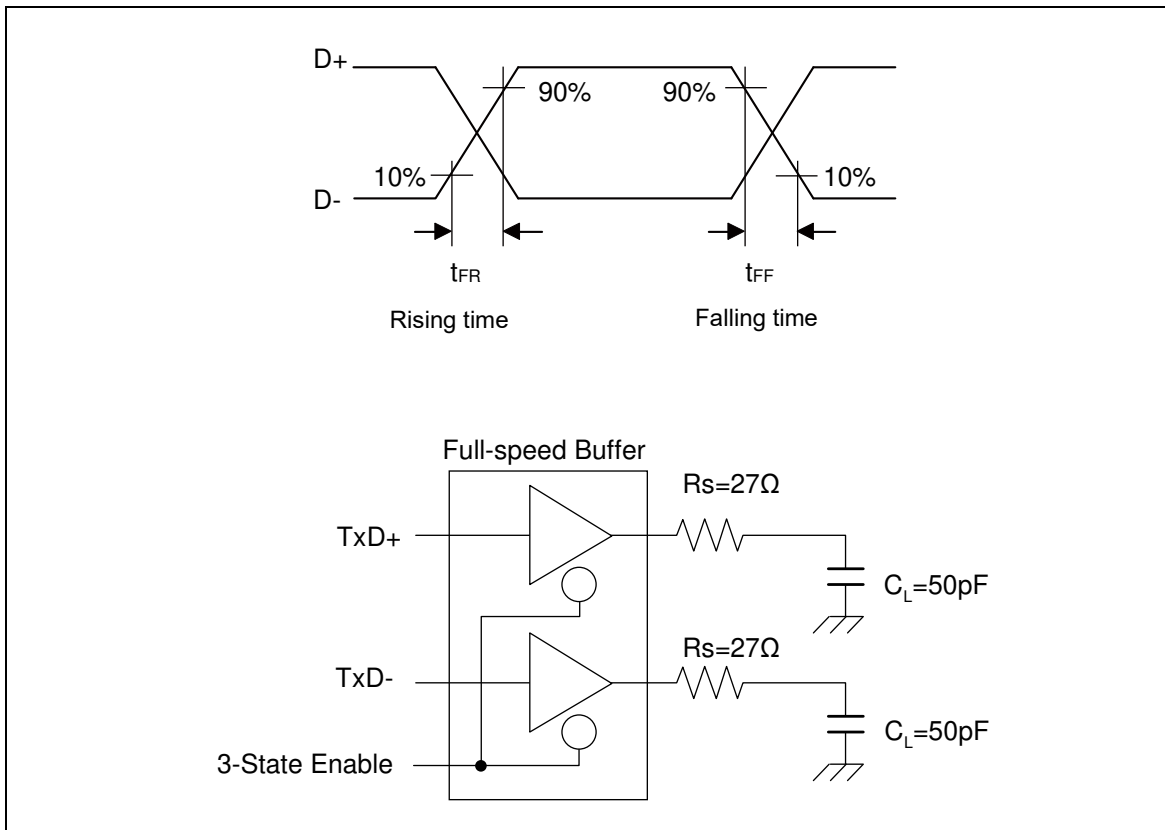 D+
90%
90%
10%
10%
D-
tFR
tFF
Rising time
Falling time
Full-speed Buffer
Rs=27Ω
TxD+
CL=50pF
Rs=27Ω
TxD-
CL=50pF
3-State Enable